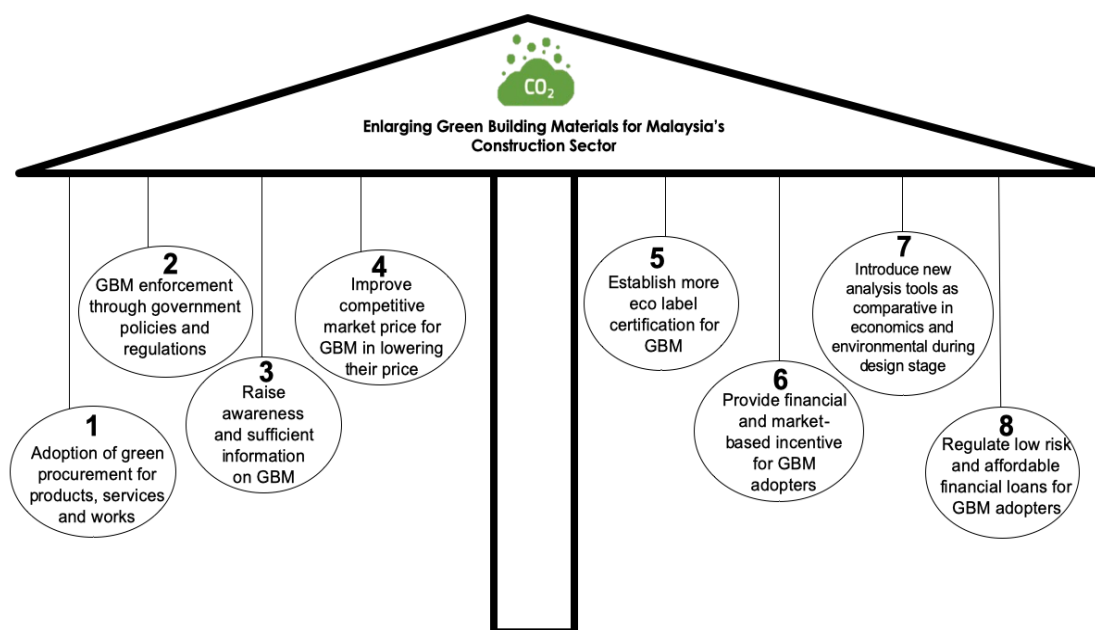 CO2
Enlarging Green Building Materials for Malaysia's
Construction Sector
1
Adoption of green
procurement for
products, services
and works
2
GBM enforcement
through government
policies and
regulations
3
Raise
awareness
and sufficient
information
on GBM
4
Improve
competitive
market price for
GBM in lowering
their price
5
Establish more
eco label
certification for
GBM
6
Provide financial
and market-
based incentive
for GBM
adopters
7
Introduce new
analysis tools as
comparative in
economics and
environmental during
design stage
8
Regulate low risk
and affordable
financial loans for
GBM adopters